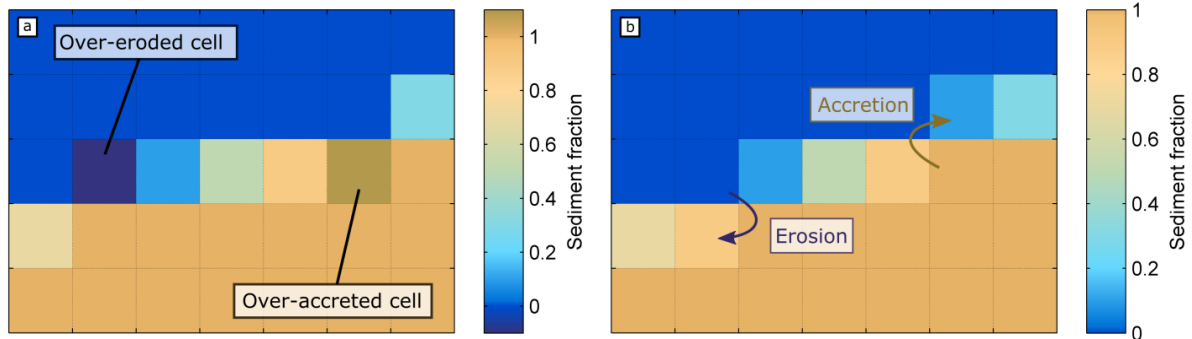 a
Over-eroded cell
Over-accreted cell
1
0.8
0.6
0.4
0.2
0
Sediment fraction
b
Accretion
Erosion
1
0.8
0.6
0.4
0.2
0
Sediment fraction